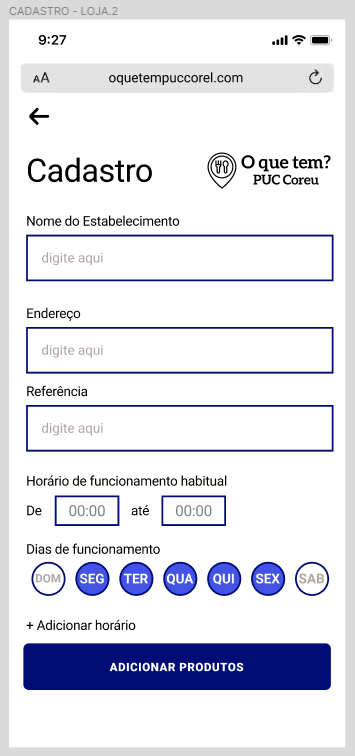 CADASTRO - LOJA.2
9:27
AA oquetempuccorel.com
Cadastro
O que tem?
PUC Coreu
Nome do Estabelecimento
digite aqui
Endereço
digite aqui
Referência
digite aqui
Horário de funcionamento habitual
De 00:00 até 00:00
Dias de funcionamento
DOM SEG TER QUA QUI SEX SAB
+ Adicionar horário
ADICIONAR PRODUTOS